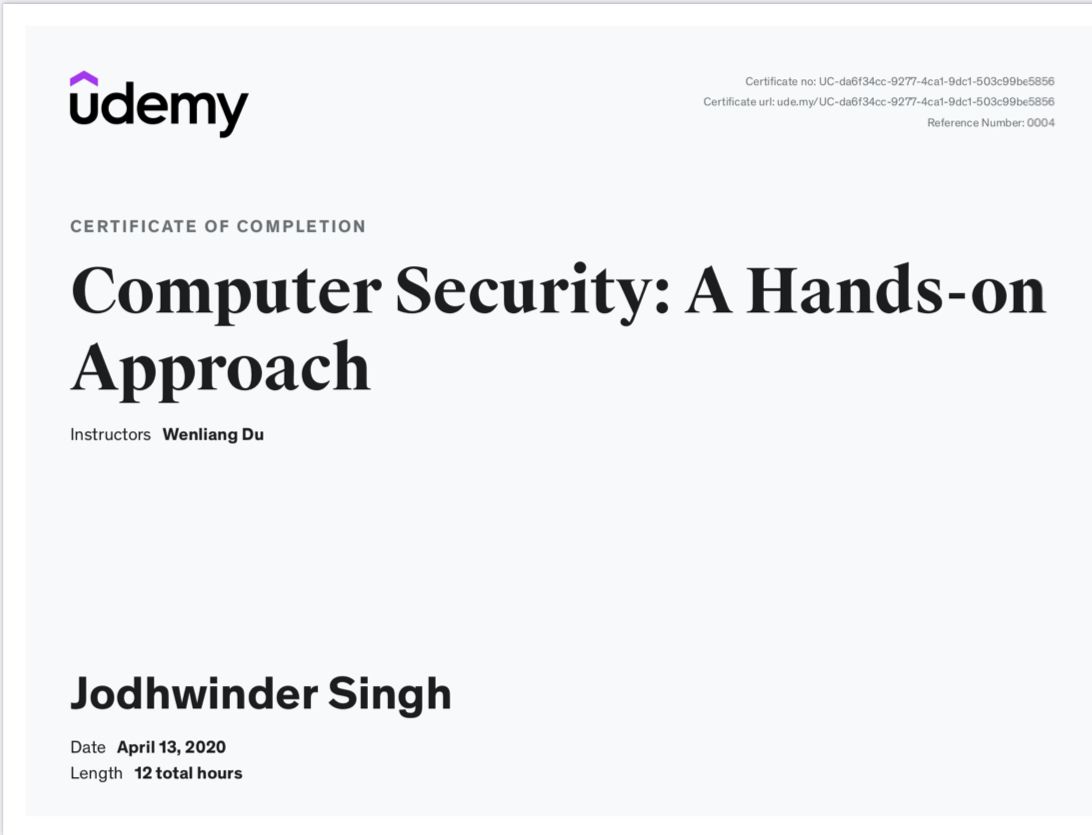 udemy
Certificate no: UC-da6f34cc-9277-4ca1-9dc1-503c99be5856
Certificate url: ude.my/UC-da6f34cc-9277-4ca1-9dc1-503c99be5856
Reference Number: 0004
CERTIFICATE OF COMPLETION
Computer Security: A Hands-on
Approach
Instructors Wenliang Du
Jodhwinder Singh
Date April 13, 2020
Length 12 total hours